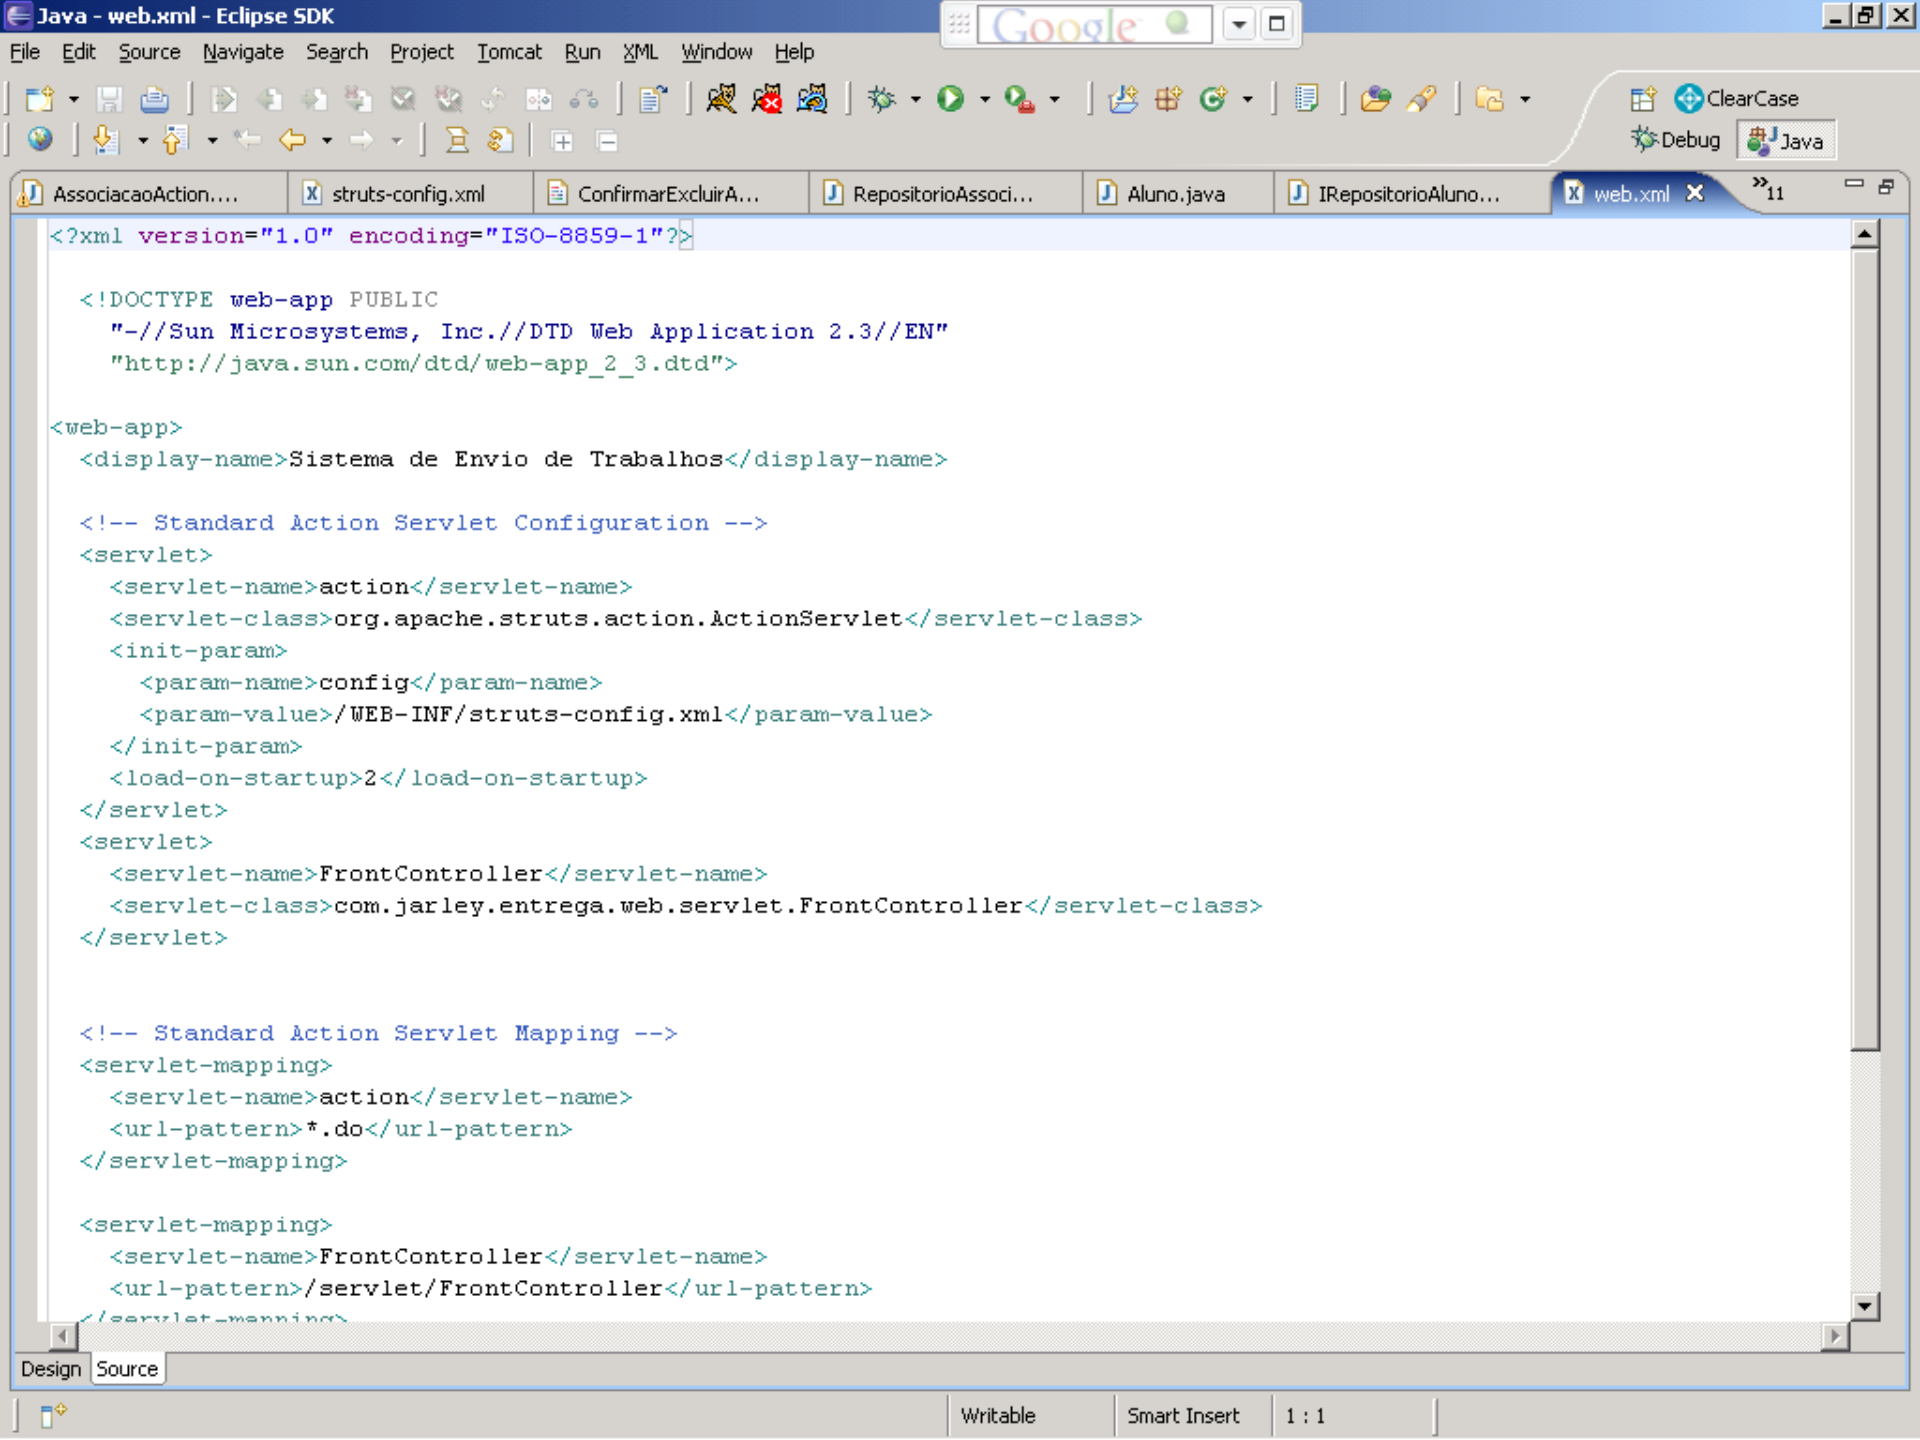 Java - web.xml - Eclipse SDK
Google
File Edit Source Navigate Search Project Tomcat Run XML Window Help
ClearCase
Debug Java
AssociacaoAction.... struts-config.xml ConfirmarExcluirA... RepositorioAssoci... Aluno.java IRepositorioAluno... web.xml »11
<?xml version="1.0" encoding="ISO-8859-1"?>
<!DOCTYPE web-app PUBLIC
"-//Sun Microsystems, Inc.//DTD Web Application 2.3//EN"
"http://java.sun.com/dtd/web-app_2_3.dtd">
<web-app>
<display-name>Sistema de Envio de Trabalhos</display-name>
<!-- Standard Action Servlet Configuration -->
<servlet>
<servlet-name>action</servlet-name>
<servlet-class>org.apache.struts.action.ActionServlet</servlet-class>
<init-param>
<param-name>config</param-name>
<param-value>/WEB-INF/struts-config.xml</param-value>
</init-param>
<load-on-startup>2</load-on-startup>
</servlet>
<servlet>
<servlet-name>FrontController</servlet-name>
<servlet-class>com.jarley.entrega.web.servlet.FrontController</servlet-class>
</servlet>
<!-- Standard Action Servlet Mapping -->
<servlet-mapping>
<servlet-name>action</servlet-name>
<url-pattern>*.do</url-pattern>
</servlet-mapping>
<servlet-mapping>
<servlet-name>FrontController</servlet-name>
<url-pattern>/servlet/FrontController</url-pattern>
</servlet-mapping>
Design Source
Writable Smart Insert 1 : 1